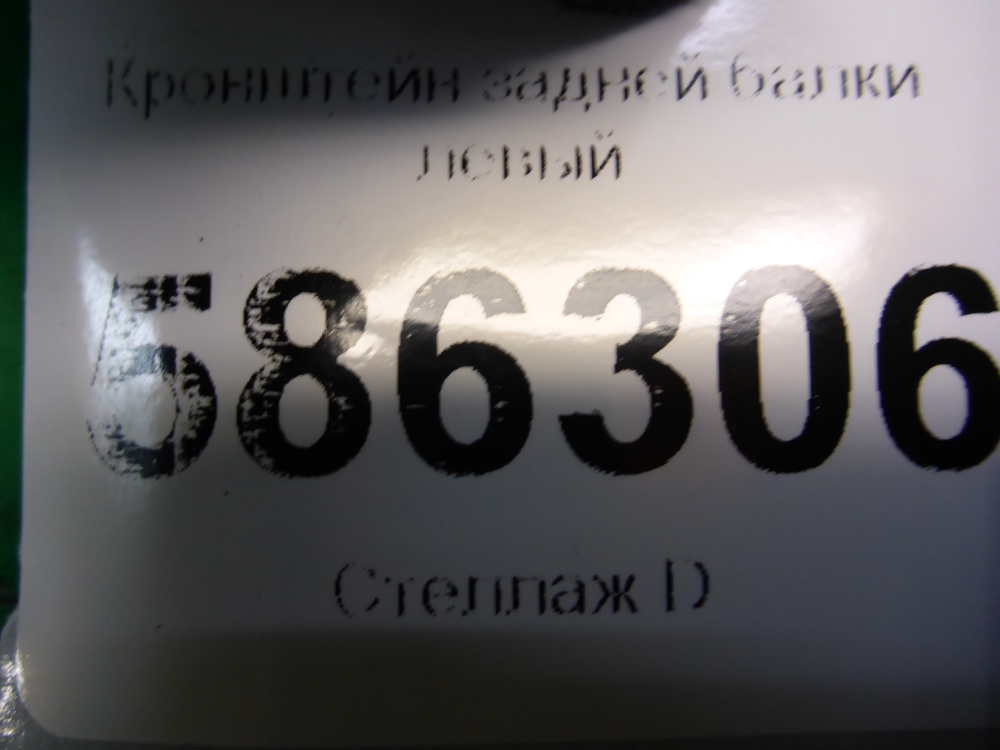 Кронштейн задней балки
левый
586306
Стеллаж D